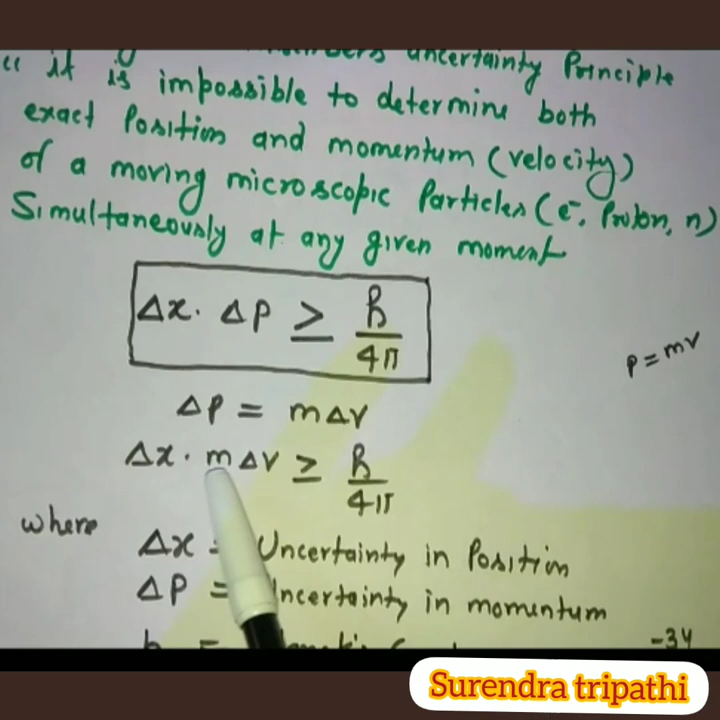 uncertainty Principle
“ it is impossible to determine both
exact Position and momentum (velocity)
of a moving microscopic Particles (e⁻, Proton, n)
Simultaneously at any given moment
Δx. ΔP ≥ h/4π
P = mv
ΔP = mΔv
Δx . mΔv ≥ h/4π
where
Δx = Uncertainty in Position
ΔP = Uncertainty in momentum
h =
-34
Surendra tripathi